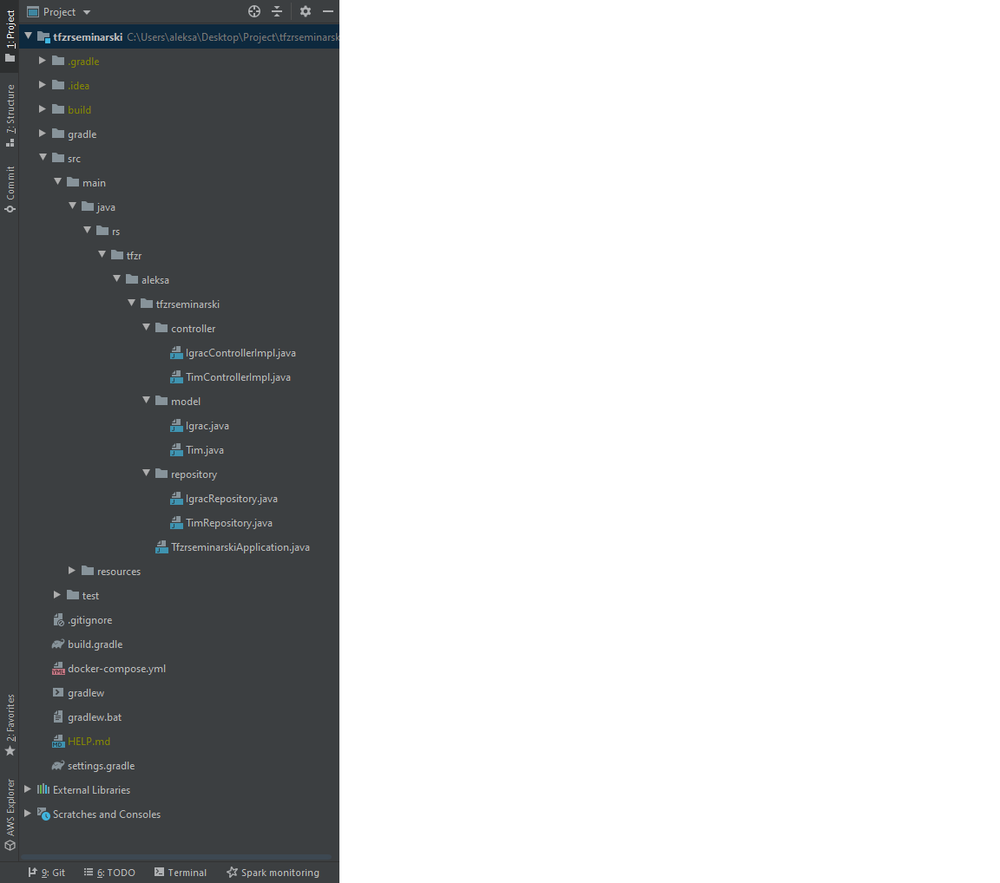 Project
tfzrseminarski C:\Users\aleksa\Desktop\Project\tfzrseminarsk
.gradle
.idea
build
gradle
src
main
java
rs
tfzr
aleksa
tfzrseminarski
controller
IgracControllerImpl.java
TimControllerImpl.java
model
Igrac.java
Tim.java
repository
IgracRepository.java
TimRepository.java
TfzrseminarskiApplication.java
resources
test
.gitignore
build.gradle
docker-compose.yml
gradlew
gradlew.bat
HELP.md
settings.gradle
External Libraries
Scratches and Consoles
1: Project
7: Structure
Commit
2: Favorites
AWS Explorer
9: Git 6: TODO Terminal Spark monitoring